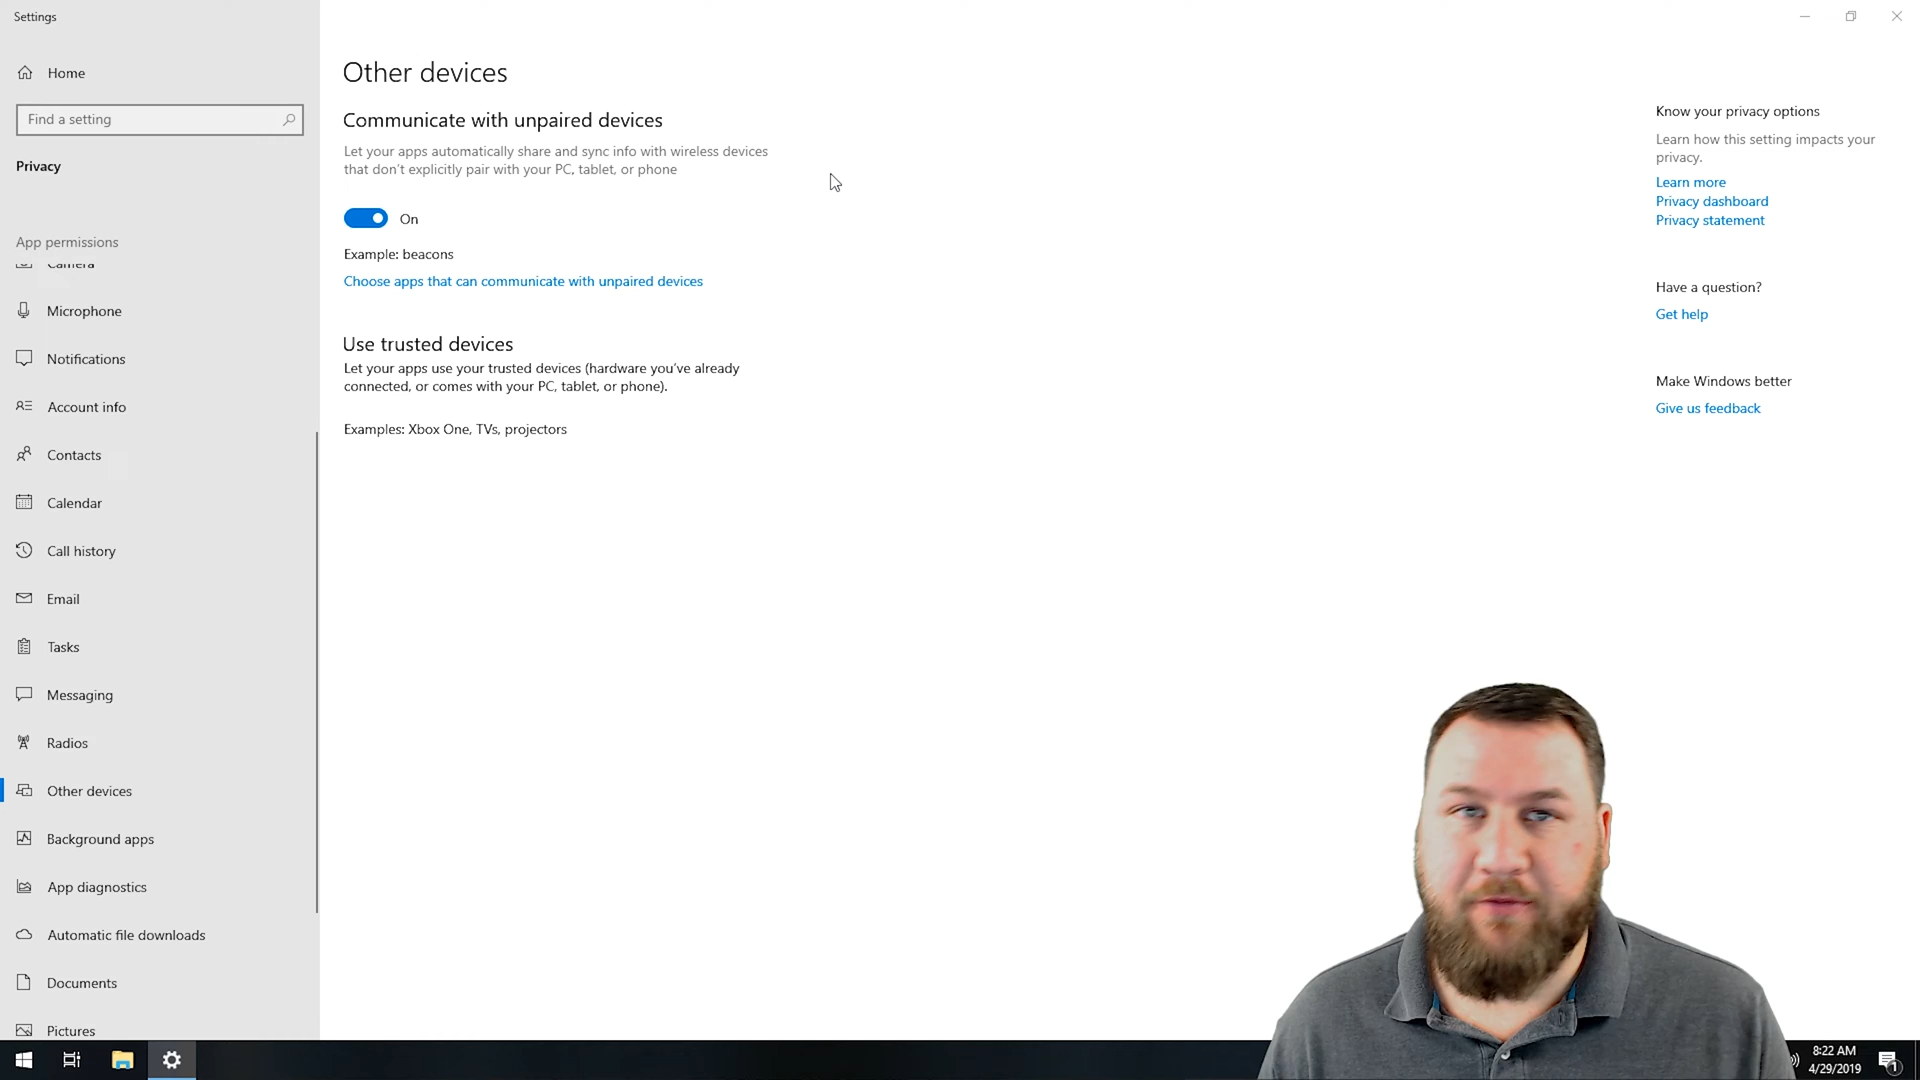 Settings
Home
Find a setting
Privacy
App permissions
Camera
Microphone
Notifications
Account info
Contacts
Calendar
Call history
Email
Tasks
Messaging
Radios
Other devices
Background apps
App diagnostics
Automatic file downloads
Documents
Pictures
Other devices
Communicate with unpaired devices
Let your apps automatically share and sync info with wireless devices
that don't explicitly pair with your PC, tablet, or phone
On
Example: beacons
Choose apps that can communicate with unpaired devices
Use trusted devices
Let your apps use your trusted devices (hardware you've already
connected, or comes with your PC, tablet, or phone).
Examples: Xbox One, TVs, projectors
Know your privacy options
Learn how this setting impacts your
privacy.
Learn more
Privacy dashboard
Privacy statement
Have a question?
Get help
Make Windows better
Give us feedback
8:22 AM
4/29/2019
1